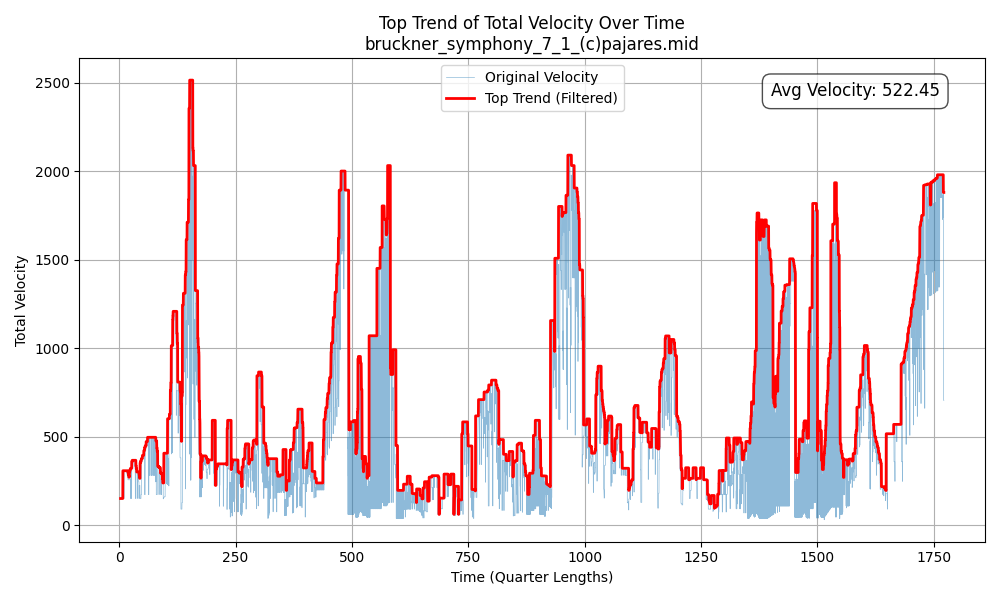 Top Trend of Total Velocity Over Time
bruckner_symphony_7_1_(c)pajares.mid
Original Velocity
Top Trend (Filtered)
Avg Velocity: 522.45
Total Velocity
2500
2000
1500
1000
500
0
0 250 500 750 1000 1250 1500 1750
Time (Quarter Lengths)